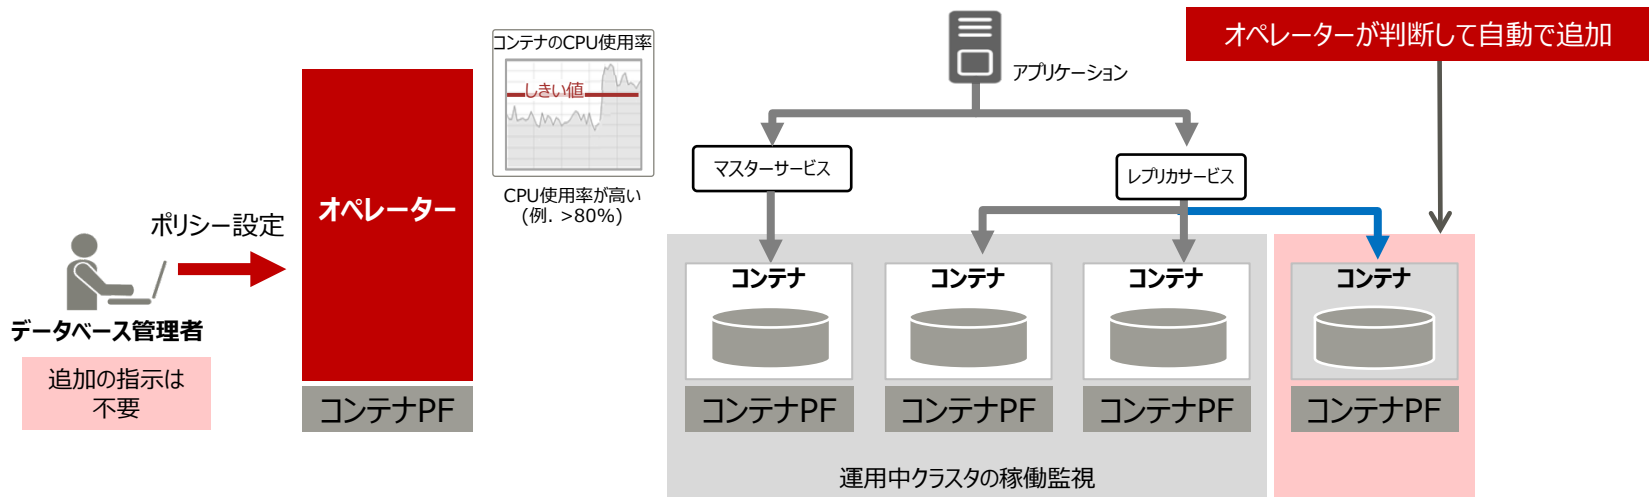 ポリシー設定
データベース管理者
追加の指示は
不要
オペレーター
コンテナPF
コンテナのCPU使用率
しきい値
CPU使用率が高い
(例. >80%)
アプリケーション
オペレーターが判断して自動で追加
マスターサービス
レプリカサービス
コンテナ
コンテナ
コンテナ
コンテナ
コンテナPF
コンテナPF
コンテナPF
コンテナPF
運用中クラスタの稼働監視